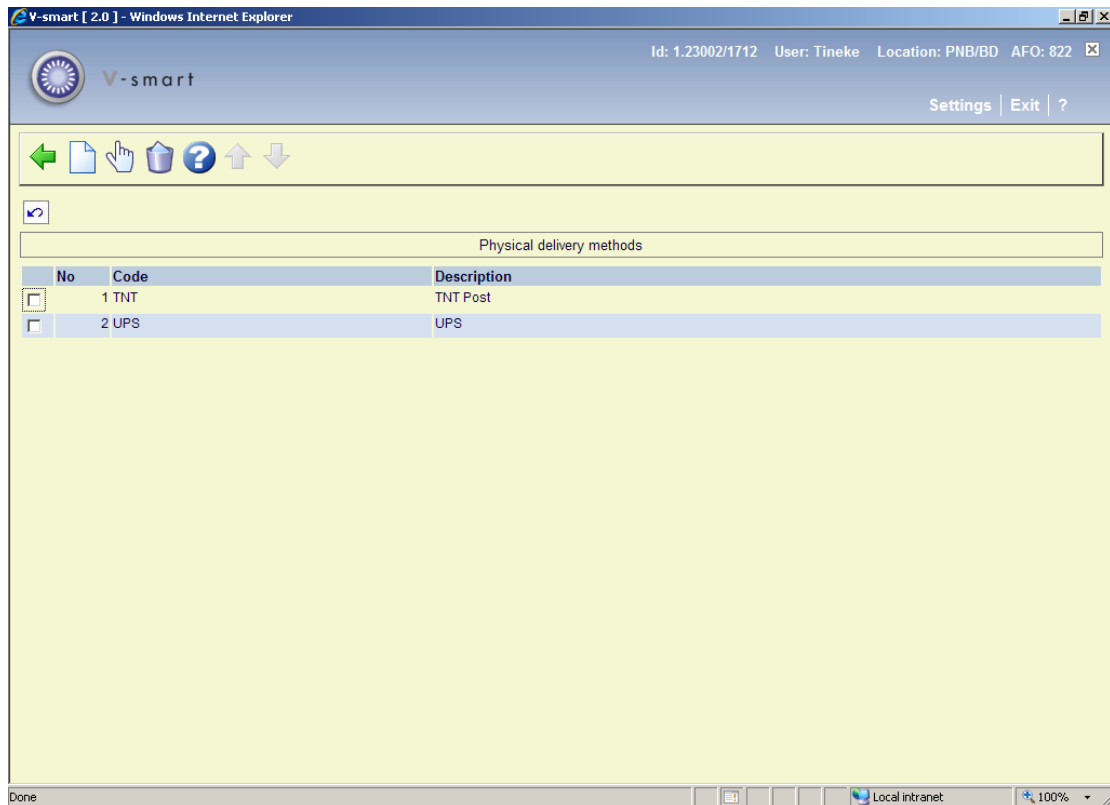 V-smart [ 2.0 ] - Windows Internet Explorer
Id: 1.23002/1712 User: Tineke Location: PNB/BD AFO: 822
V-smart
Settings | Exit | ?
Physical delivery methods
No Code Description
1 TNT TNT Post
2 UPS UPS
Done Local intranet 100%